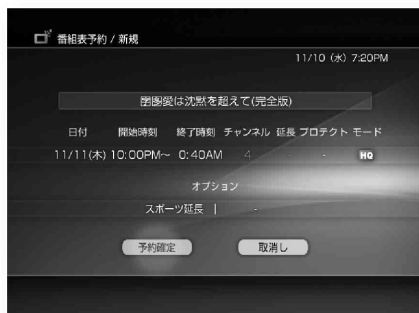 番組表予約 / 新規
11/10 (水) 7:20PM
愛は沈黙を超えて(完全版)
日付 開始時刻 終了時刻 チャンネル 延長 プロテクト モード
11/11(木) 10:00PM～ 0:40AM 4 - - HQ
オプション
スポーツ延長 | -
予約確定 取消し